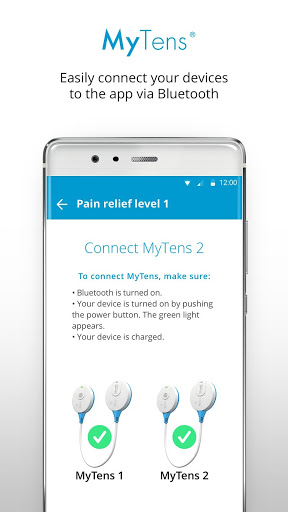 MyTens®
Easily connect your devices
to the app via Bluetooth
12:00
Pain relief level 1
Connect MyTens 2
To connect MyTens, make sure:
• Bluetooth is turned on.
• Your device is turned on by pushing
the power button. The green light
appears.
• Your device is charged.
MyTens 1
MyTens 2